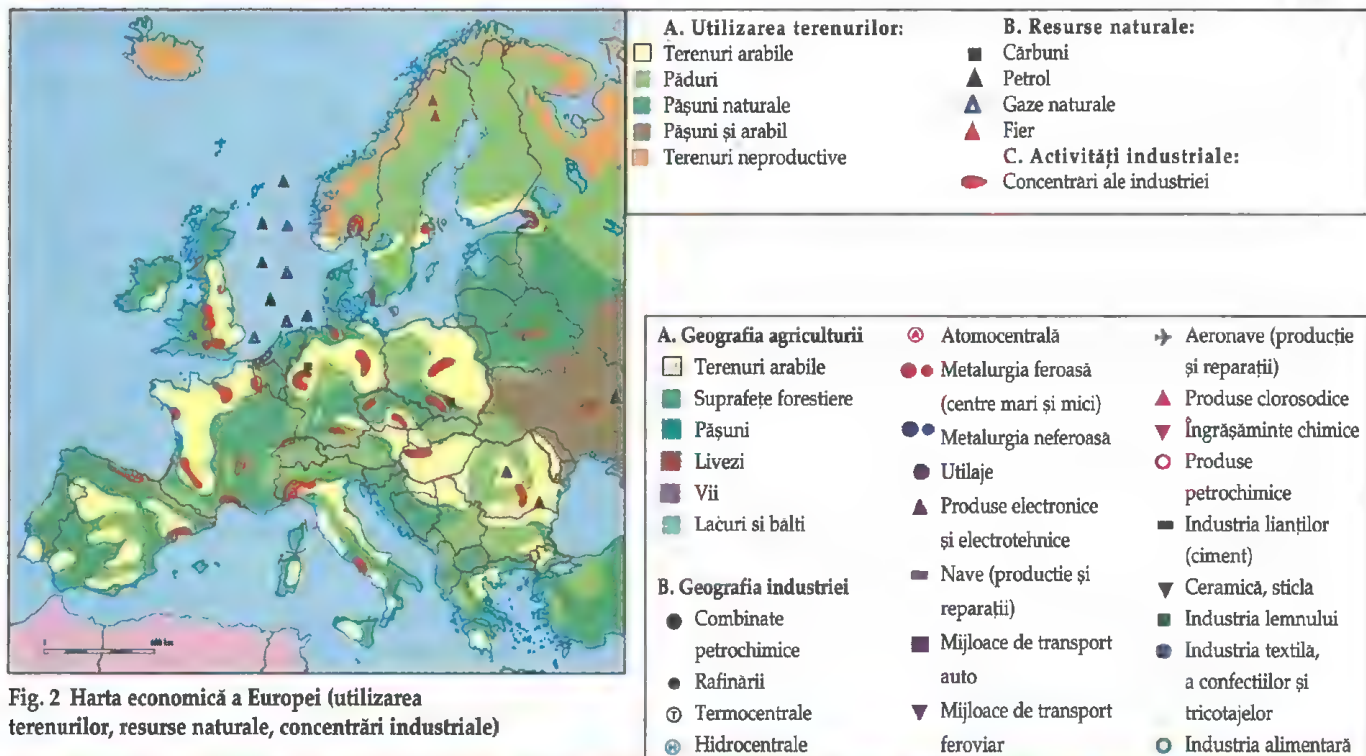 A. Utilizarea terenurilor:
Terenuri arabile
Păduri
Pășuni naturale
Pășuni și arabil
Terenuri neproductive
B. Resurse naturale:
Cărbuni
Petrol
Gaze naturale
Fier
C. Activități industriale:
Concentrări ale industriei
Fig. 2 Harta economică a Europei (utilizarea
terenurilor, resurse naturale, concentrări industriale)
A. Geografia agriculturii
Terenuri arabile
Suprafețe forestiere
Pășuni
Livezi
Vii
Lacuri si bălti
B. Geografia industriei
Combinate
petrochimice
Rafinării
T Termocentrale
H Hidrocentrale
A Atomocentrală
Metalurgia feroasă
(centre mari și mici)
Metalurgia neferoasă
Utilaje
Produse electronice
și electrotehnice
Nave (productie și
reparații)
Mijloace de transport
auto
Mijloace de transport
feroviar
Aeronave (producție
și reparații)
Produse clorosodice
Îngrășăminte chimice
Produse
petrochimice
Industria lianților
(ciment)
Ceramică, sticla
Industria lemnului
Industria textilă,
a confectiilor și
tricotajelor
Industria alimentară